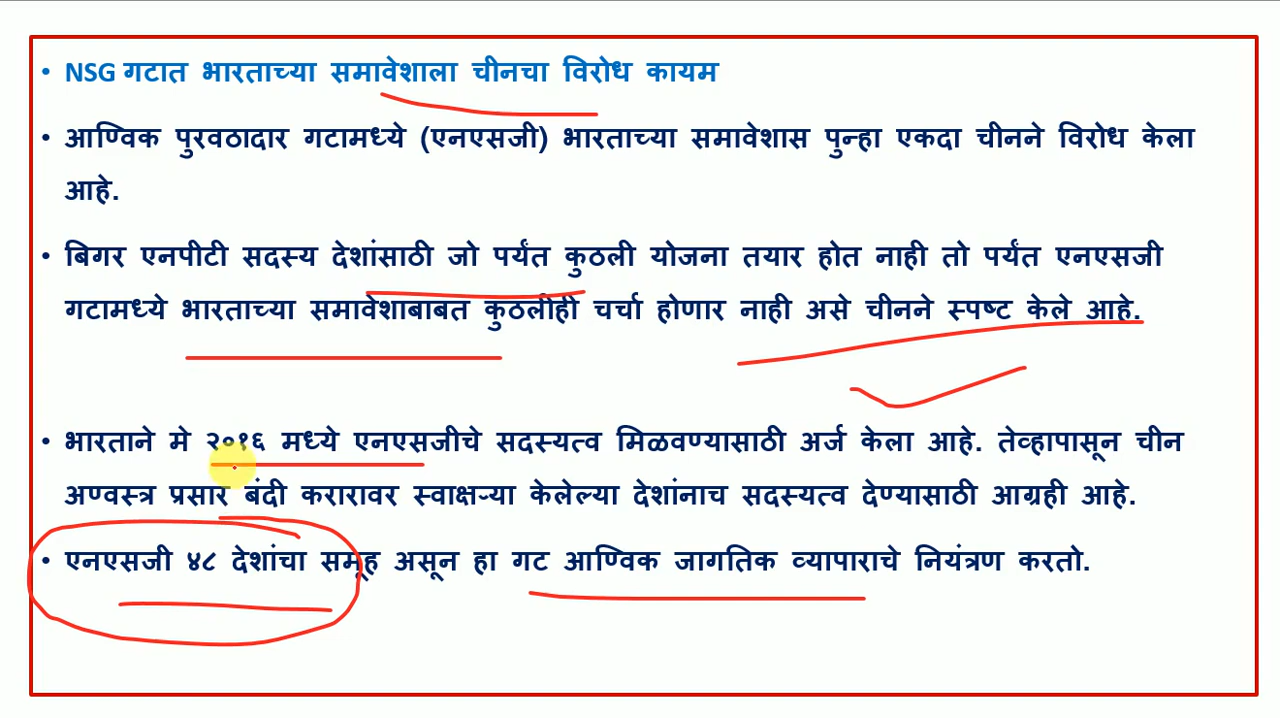 • NSG गटात भारताच्या समावेशाला चीनचा विरोध कायम
• आण्विक पुरवठादार गटामध्ये (एनएसजी) भारताच्या समावेशास पुन्हा एकदा चीनने विरोध केला
आहे.
• बिगर एनपीटी सदस्य देशांसाठी जो पर्यंत कुठली योजना तयार होत नाही तो पर्यंत एनएसजी
गटामध्ये भारताच्या समावेशाबाबत कुठलीही चर्चा होणार नाही असे चीनने स्पष्ट केले आहे.
• भारताने मे २०१६ मध्ये एनएसजीचे सदस्यत्व मिळवण्यासाठी अर्ज केला आहे. तेव्हापासून चीन
अण्वस्त्र प्रसार बंदी करारावर स्वाक्षऱ्या केलेल्या देशांनाच सदस्यत्व देण्यासाठी आग्रही आहे.
• एनएसजी ४८ देशांचा समूह असून हा गट आण्विक जागतिक व्यापाराचे नियंत्रण करतो.